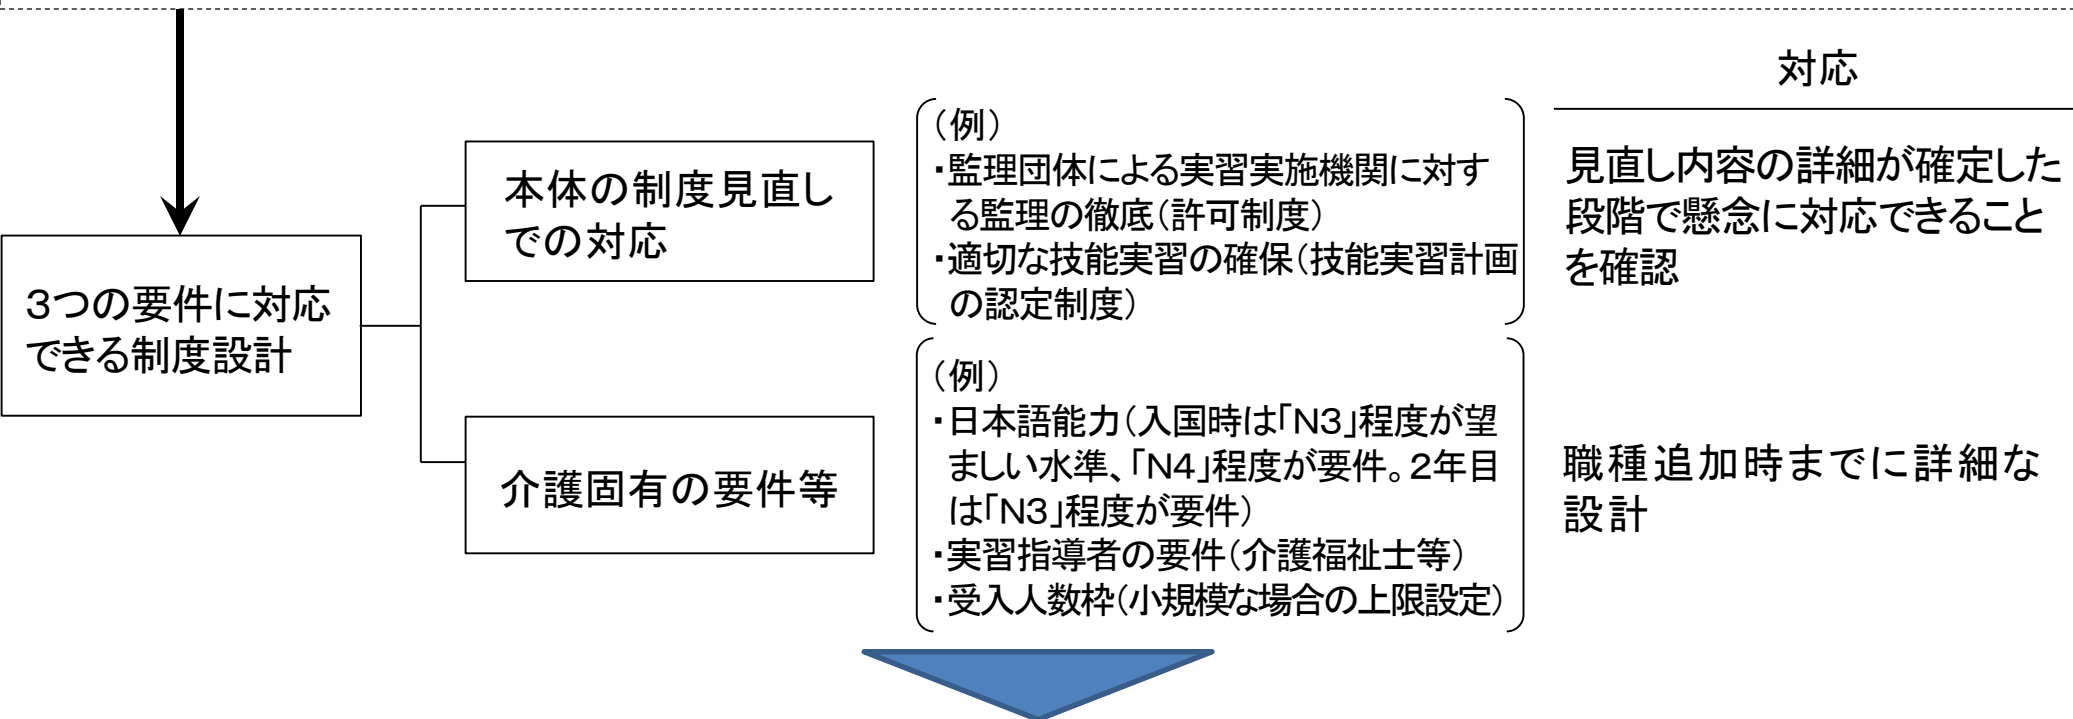 対応
3つの要件に対応
できる制度設計
本体の制度見直し
での対応
（例）
・監理団体による実習実施機関に対す
る監理の徹底（許可制度）
・適切な技能実習の確保（技能実習計画
の認定制度）
見直し内容の詳細が確定した
段階で懸念に対応できること
を確認
介護固有の要件等
（例）
・日本語能力（入国時は「N3」程度が望
ましい水準、「N4」程度が要件。2年目
は「N3」程度が要件）
・実習指導者の要件（介護福祉士等）
・受入人数枠（小規模な場合の上限設定）
職種追加時までに詳細な
設計